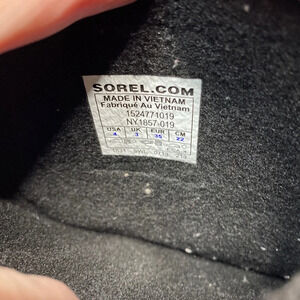 SOREL.COM
MADE IN VIETNAM
Fabriqué Au Vietnam
1524771019
NY1857-019
USA UK EUR CM
4 3 35 22